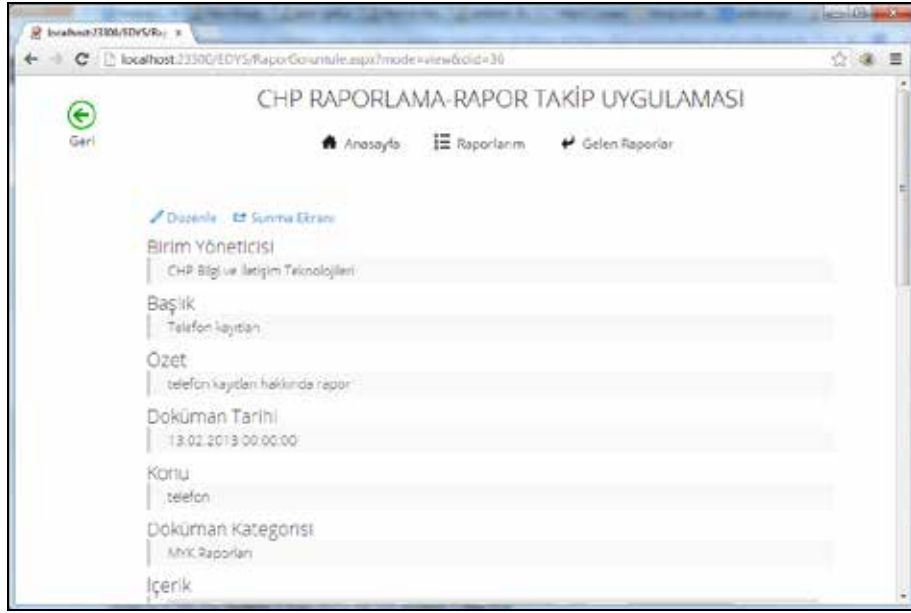 localhost:23300/EDYS/Ra
localhost:23300/EDYS/RaporGoruntule.aspx?mode=view&clid=36
CHP RAPORLAMA-RAPOR TAKİP UYGULAMASI
Geri
Anasayfa Raporlarım Gelen Raporlar
Düzenle Sunma Ekranı
Birim Yöneticisi
CHP Bilgi ve İletişim Teknolojileri
Başlık
Telefon kayıtları
Özet
telefon kayıtları hakkında rapor
Doküman Tarihi
13.02.2013 00:00:00
Konu
telefon
Doküman Kategorisi
MYK Raporları
İçerik